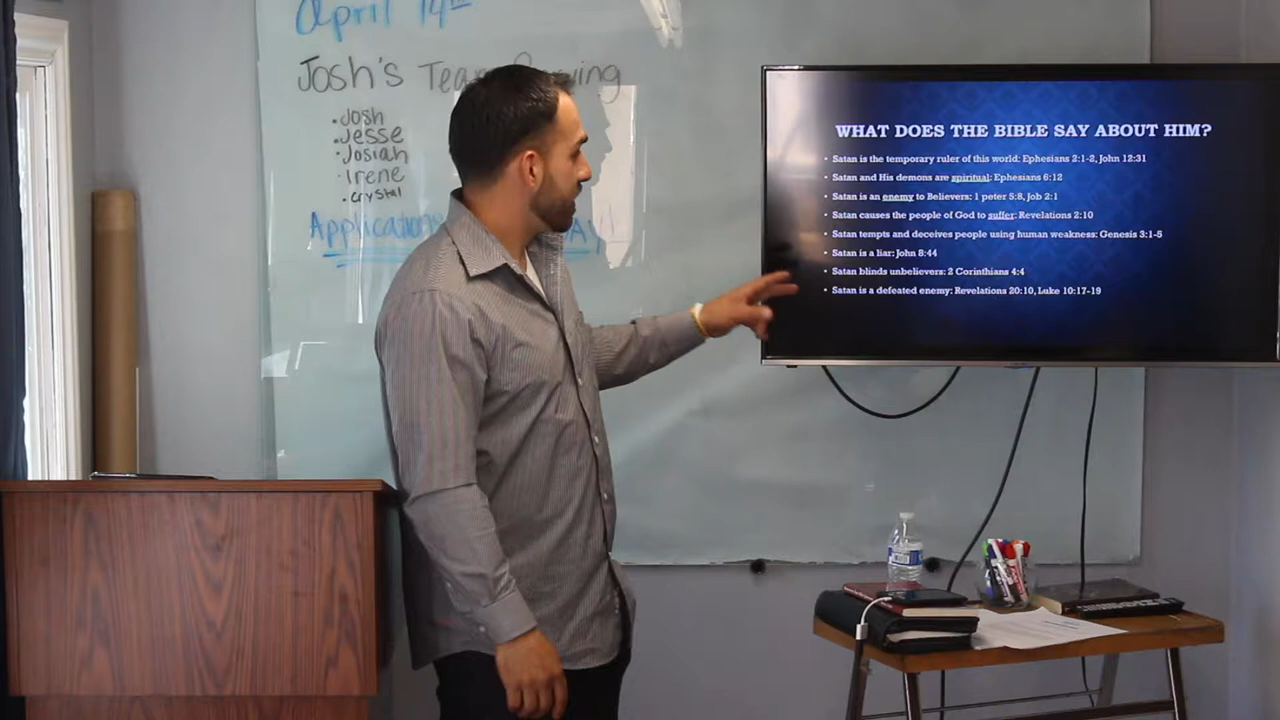 April 14th
Josh's Team Serving
• Josh
• Jesse
• Josiah
• Irene
• Crystal
WHAT DOES THE BIBLE SAY ABOUT HIM?
• Satan is the temporary ruler of this world: Ephesians 2:1-2, John 12:31
• Satan and His demons are spiritual: Ephesians 6:12
• Satan is an enemy to Believers: 1 peter 5:8, Job 2:1
• Satan causes the people of God to suffer: Revelations 2:10
• Satan tempts and deceives people using human weakness: Genesis 3:1-5
• Satan is a liar: John 8:44
• Satan blinds unbelievers: 2 Corinthians 4:4
• Satan is a defeated enemy: Revelations 20:10, Luke 10:17-19